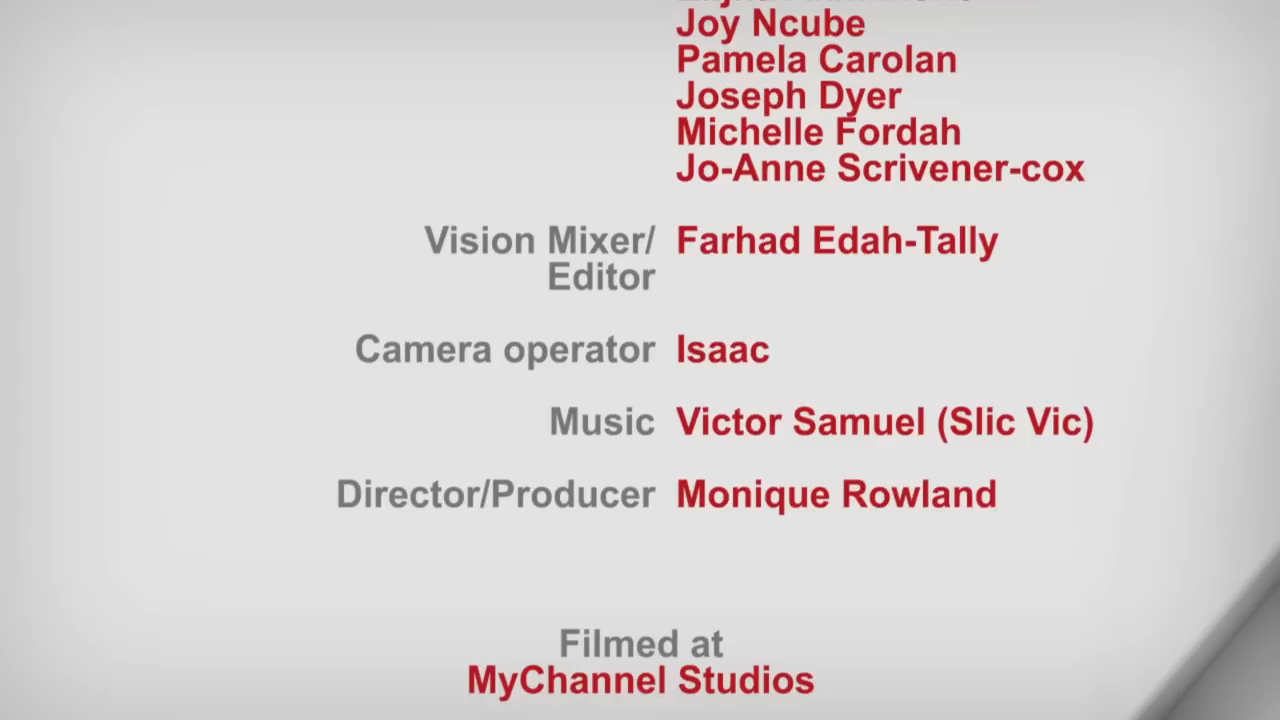 Joy Ncube
Pamela Carolan
Joseph Dyer
Michelle Fordah
Jo-Anne Scrivener-cox
Vision Mixer/ Farhad Edah-Tally
Editor
Camera operator Isaac
Music Victor Samuel (Slic Vic)
Director/Producer Monique Rowland
Filmed at
MyChannel Studios